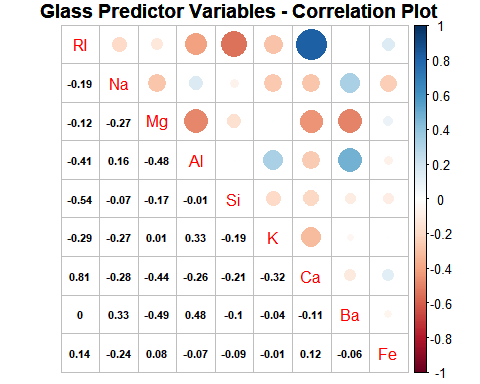 Glass Predictor Variables - Correlation Plot
RI
-0.19 Na
-0.12 -0.27 Mg
-0.41 0.16 -0.48 Al
-0.54 -0.07 -0.17 -0.01 Si
-0.29 -0.27 0.01 0.33 -0.19 K
0.81 -0.28 -0.44 -0.26 -0.21 -0.32 Ca
0 0.33 -0.49 0.48 -0.1 -0.04 -0.11 Ba
0.14 -0.24 0.08 -0.07 -0.09 -0.01 0.12 -0.06 Fe
1
0.8
0.6
0.4
0.2
0
-0.2
-0.4
-0.6
-0.8
-1